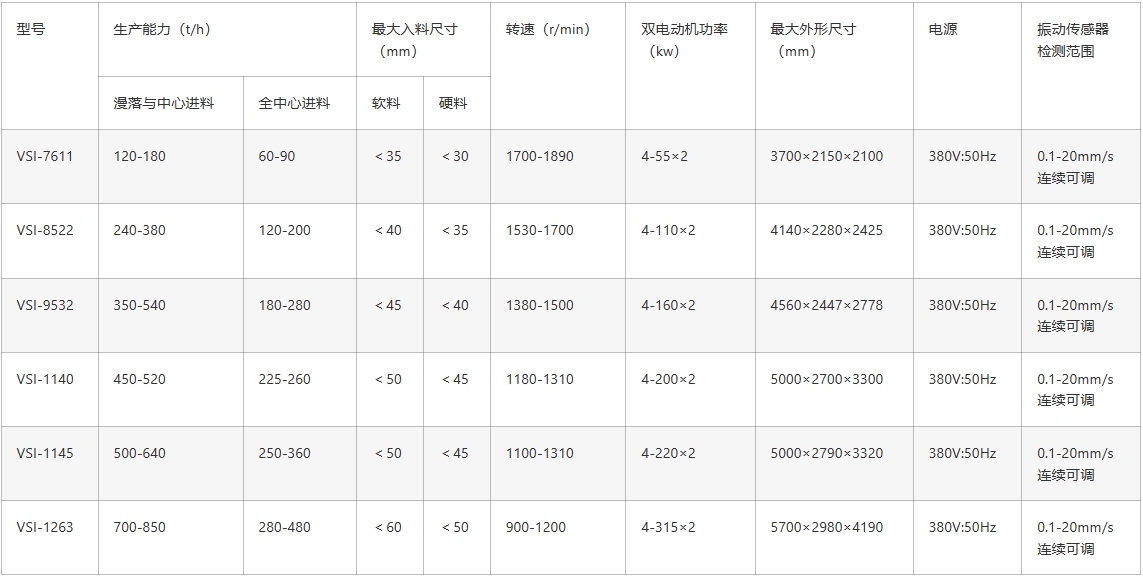 型号 生产能力（t/h） 最大入料尺寸 转速（r/min） 双电动机功率 最大外形尺寸 电源 振动传感器
（mm） （kw） （mm） 检测范围
漫落与中心进料 全中心进料 软料 硬料
VSI-7611 120-180 60-90 ＜35 ＜30 1700-1890 4-55×2 3700×2150×2100 380V:50Hz 0.1-20mm/s
连续可调
VSI-8522 240-380 120-200 ＜40 ＜35 1530-1700 4-110×2 4140×2280×2425 380V:50Hz 0.1-20mm/s
连续可调
VSI-9532 350-540 180-280 ＜45 ＜40 1380-1500 4-160×2 4560×2447×2778 380V:50Hz 0.1-20mm/s
连续可调
VSI-1140 450-520 225-260 ＜50 ＜45 1180-1310 4-200×2 5000×2700×3300 380V:50Hz 0.1-20mm/s
连续可调
VSI-1145 500-640 250-360 ＜50 ＜45 1100-1310 4-220×2 5000×2790×3320 380V:50Hz 0.1-20mm/s
连续可调
VSI-1263 700-850 280-480 ＜60 ＜50 900-1200 4-315×2 5700×2980×4190 380V:50Hz 0.1-20mm/s
连续可调